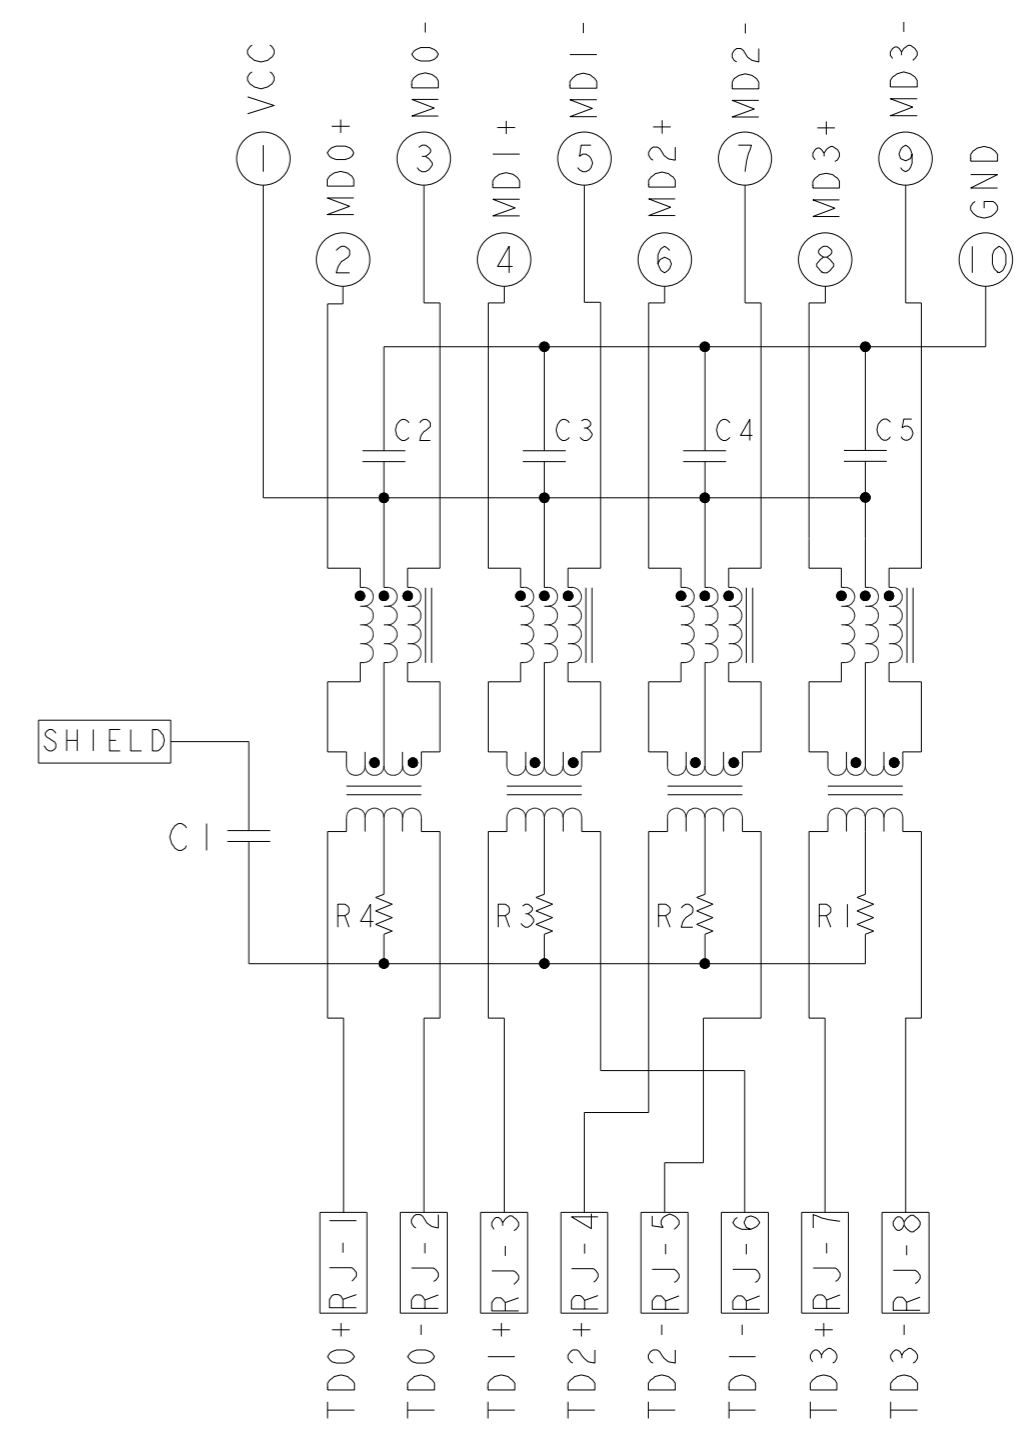 VCC
MD0+
MD0-
MD1+
MD1-
MD2+
MD2-
MD3+
MD3-
GND
1
2
3
4
5
6
7
8
9
10
C2
C3
C4
C5
SHIELD
C1
R4
R3
R2
R1
RJ-1
RJ-2
RJ-3
RJ-4
RJ-5
RJ-6
RJ-7
RJ-8
TD0+
TD0-
TD1+
TD2+
TD2-
TD1-
TD3+
TD3-